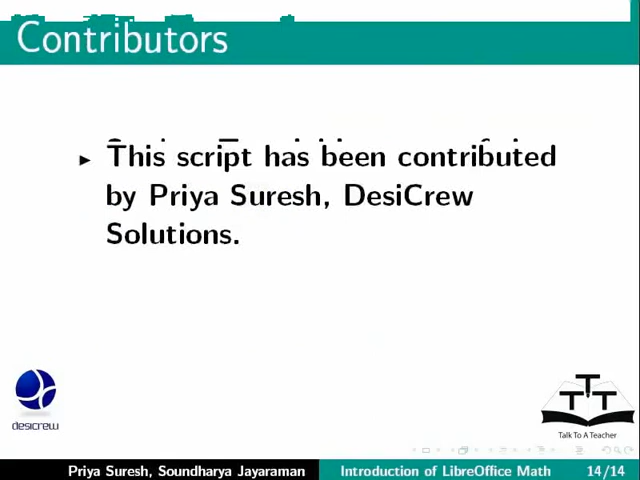 Contributors
This script has been contributed
by Priya Suresh, DesiCrew
Solutions.
desicrew
Talk To A Teacher
Priya Suresh, Soundharya Jayaraman
Introduction of LibreOffice Math
14/14